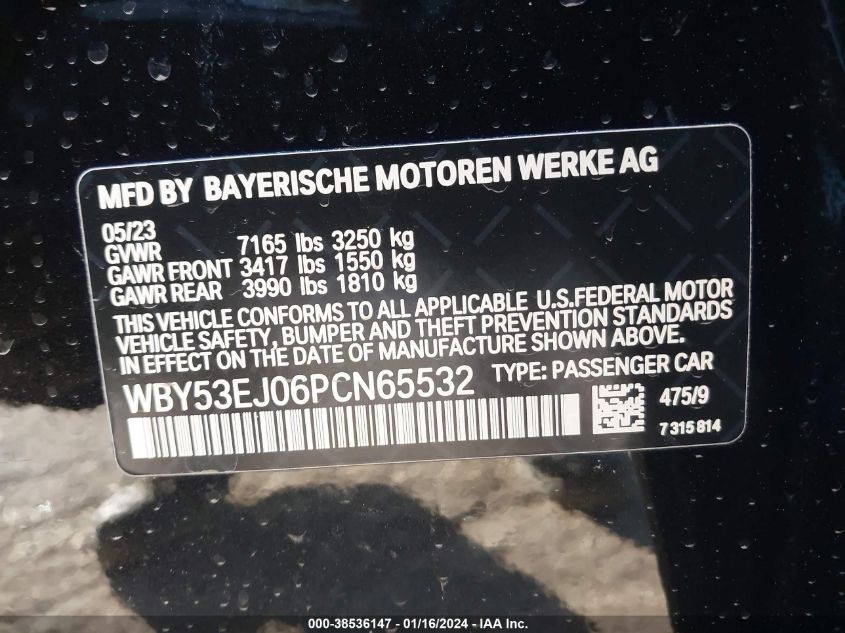 MFD BY BAYERISCHE MOTOREN WERKE AG
05/23
GVWR 7165 lbs 3250 kg
GAWR FRONT 3417 lbs 1550 kg
GAWR REAR 3990 lbs 1810 kg
THIS VEHICLE CONFORMS TO ALL APPLICABLE U.S.FEDERAL MOTOR
VEHICLE SAFETY, BUMPER AND THEFT PREVENTION STANDARDS
IN EFFECT ON THE DATE OF MANUFACTURE SHOWN ABOVE.
WBY53EJ06PCN65532 TYPE: PASSENGER CAR
475/9
7 315 814
000-38536147 - 01/16/2024 - IAA Inc.